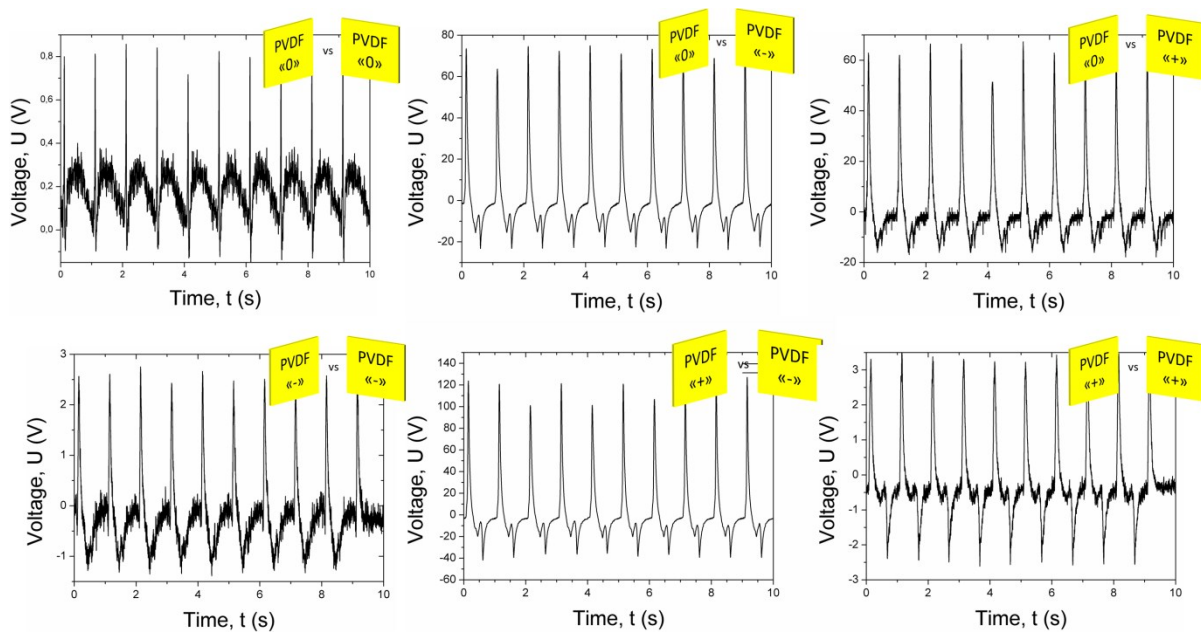 PVDF vs PVDF
«0» «0»
0,8
0,6
0,4
0,2
0,0
Voltage, U (V)
0 2 4 6 8 10
Time, t (s)
PVDF vs PVDF
«0» «-»
80
60
40
20
0
-20
Voltage, U (V)
0 2 4 6 8 10
Time, t (s)
PVDF vs PVDF
«0» «+»
60
40
20
0
-20
Voltage, U (V)
0 2 4 6 8 10
Time, t (s)
PVDF vs PVDF
«-» «-»
3
2
1
0
-1
Voltage, U (V)
0 2 4 6 8 10
Time, t (s)
PVDF vs PVDF
«+» «-»
140
120
100
80
60
40
20
0
-20
-40
-60
Voltage, U (V)
0 2 4 6 8 10
Time, t (s)
PVDF vs PVDF
«+» «+»
3
2
1
0
-1
-2
-3
Voltage, U (V)
0 2 4 6 8 10
Time, t (s)